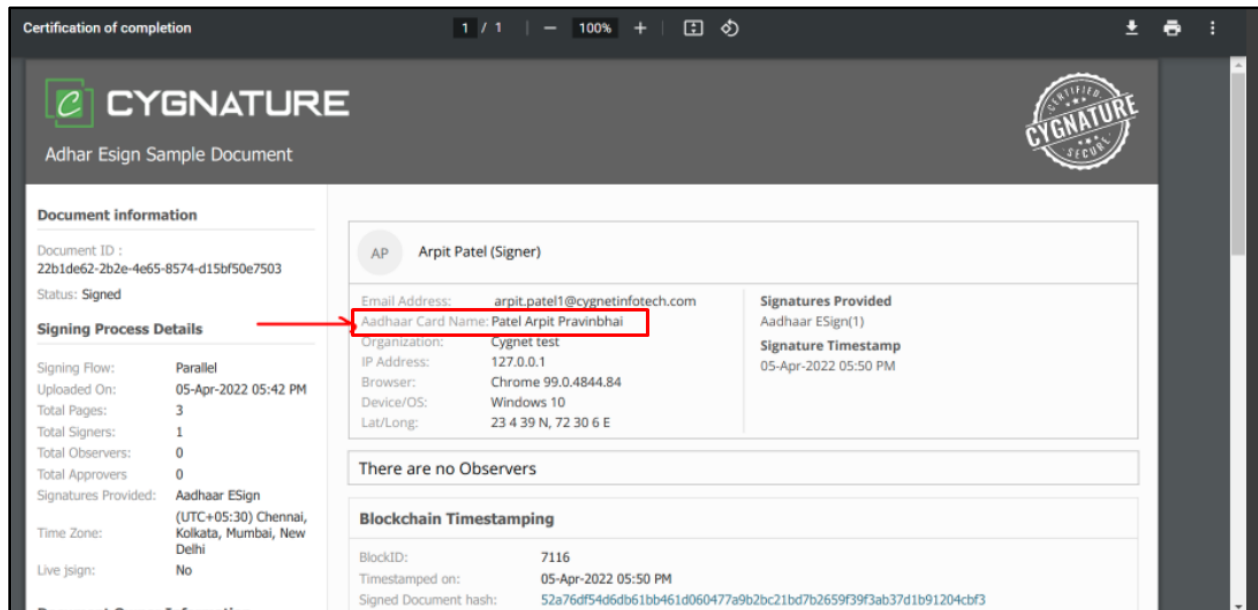 Certification of completion
1 / 1
100%
CYGNATURE
Adhar Esign Sample Document
CERTIFIED
CYGNATURE
SECURE
Document information
Document ID :
22b1de62-2b2e-4e65-8574-d15bf50e7503
Status: Signed
Signing Process Details
Signing Flow: Parallel
Uploaded On: 05-Apr-2022 05:42 PM
Total Pages: 3
Total Signers: 1
Total Observers: 0
Total Approvers 0
Signatures Provided: Aadhaar ESign
Time Zone: (UTC+05:30) Chennai,
Kolkata, Mumbai, New
Delhi
Live jsign: No
AP Arpit Patel (Signer)
Email Address: arpit.patel1@cygnetinfotech.com
Aadhaar Card Name: Patel Arpit Pravinbhai
Organization: Cygnet test
IP Address: 127.0.0.1
Browser: Chrome 99.0.4844.84
Device/OS: Windows 10
Lat/Long: 23 4 39 N, 72 30 6 E
Signatures Provided
Aadhaar ESign(1)
Signature Timestamp
05-Apr-2022 05:50 PM
There are no Observers
Blockchain Timestamping
BlockID: 7116
Timestamped on: 05-Apr-2022 05:50 PM
Signed Document hash: 52a76df54d6db61bb461d060477a9b2bc21bd7b2659f39f3ab37d1b91204cbf3